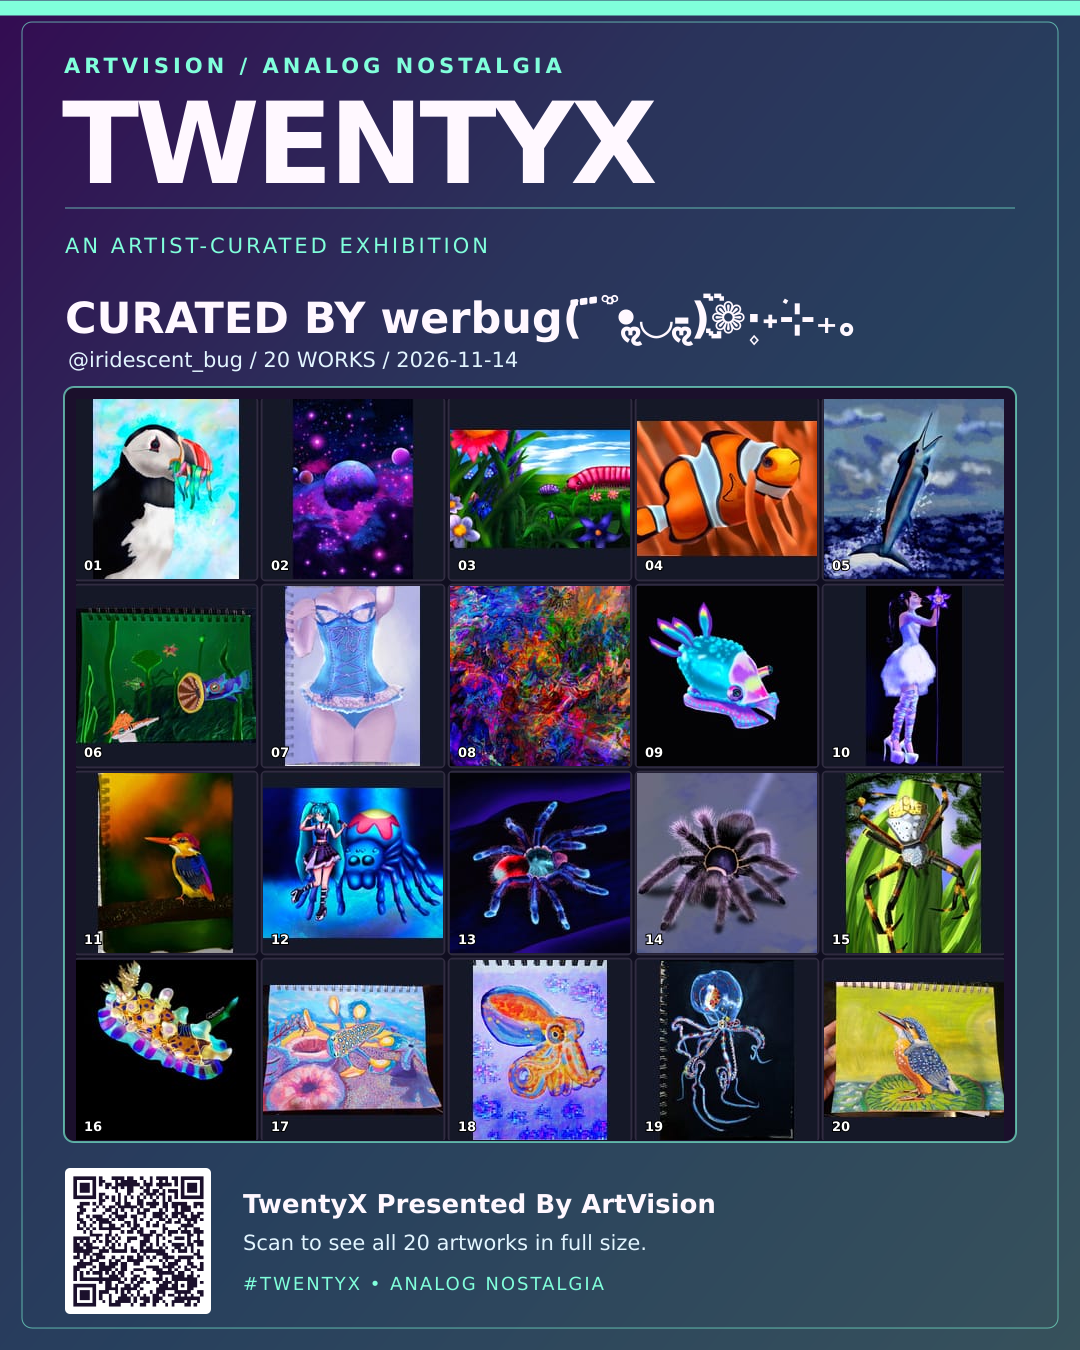 ARTVISION / ANALOG NOSTALGIA
TWENTYX
AN ARTIST-CURATED EXHIBITION
CURATED BY werbug
@iridescent_bug / 20 WORKS / 2026-11-14
01
02
03
04
05
06
07
08
09
10
11
12
13
14
15
16
17
18
19
20
TwentyX Presented By ArtVision
Scan to see all 20 artworks in full size.
#TWENTYX • ANALOG NOSTALGIA